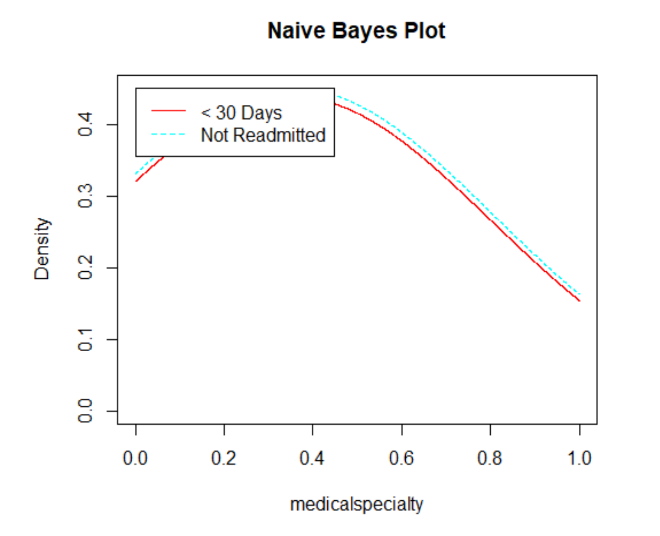 Naive Bayes Plot
< 30 Days
Not Readmitted
Density
0.4
0.3
0.2
0.1
0.0
0.0 0.2 0.4 0.6 0.8 1.0
medicalspecialty